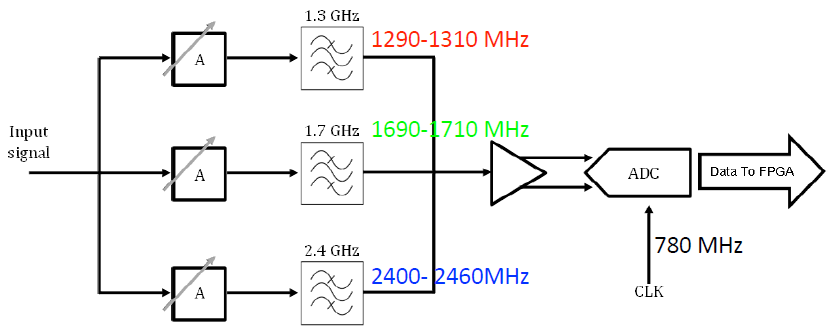 1.3 GHz
1290-1310 MHz
A
1.7 GHz
1690-1710 MHz
Input
signal
A
ADC
Data To FPGA
2.4 GHz
780 MHz
2400- 2460MHz
A
CLK